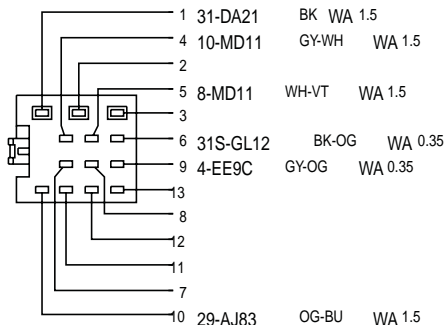 1 31-DA21 BK WA 1.5
4 10-MD11 GY-WH WA 1.5
2
5 8-MD11 WH-VT WA 1.5
3
6 31S-GL12 BK-OG WA 0.35
9 4-EE9C GY-OG WA 0.35
13
8
12
11
7
10 29-AJ83 OG-BU WA 1.5